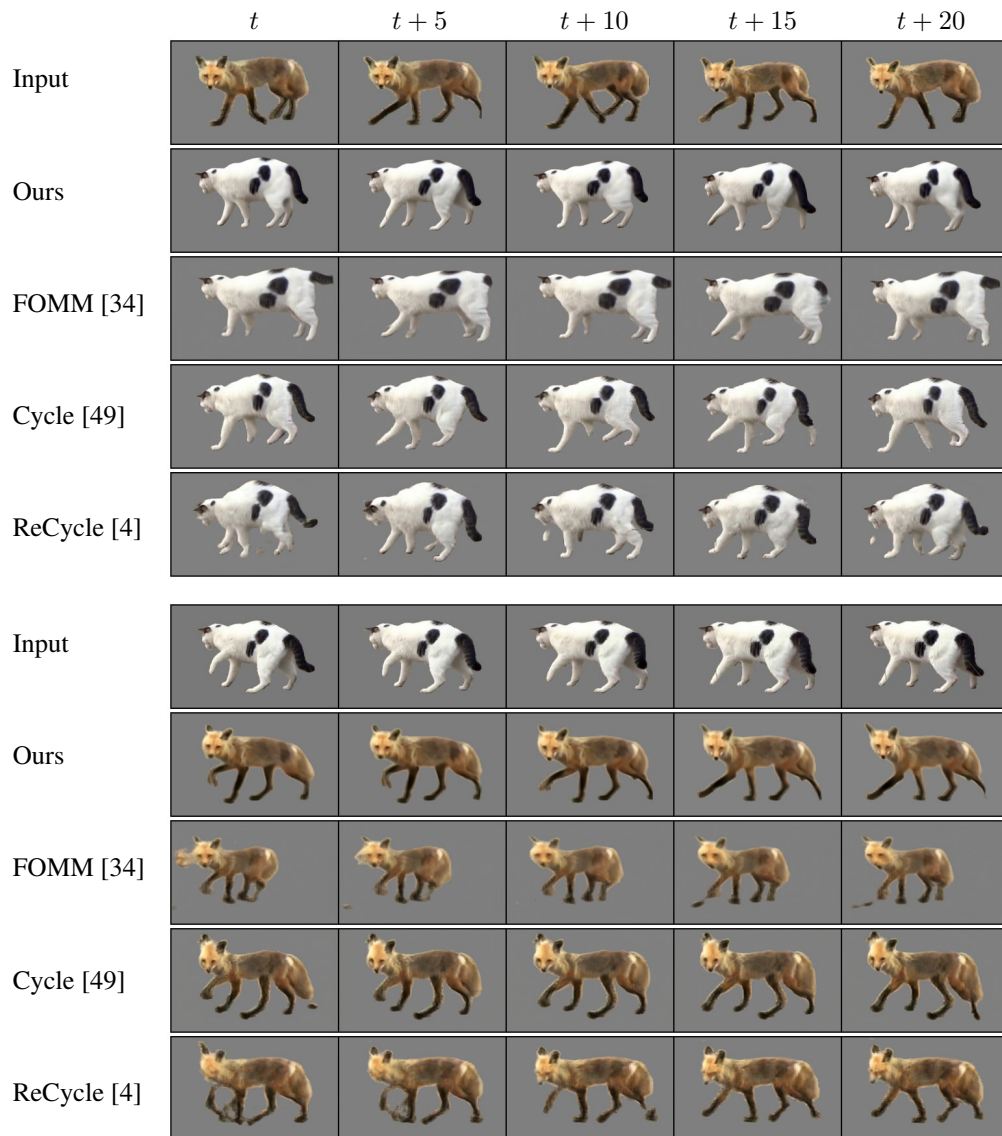 t t + 5 t + 10 t + 15 t + 20
Input
Ours
FOMM [34]
Cycle [49]
ReCycle [4]
Input
Ours
FOMM [34]
Cycle [49]
ReCycle [4]